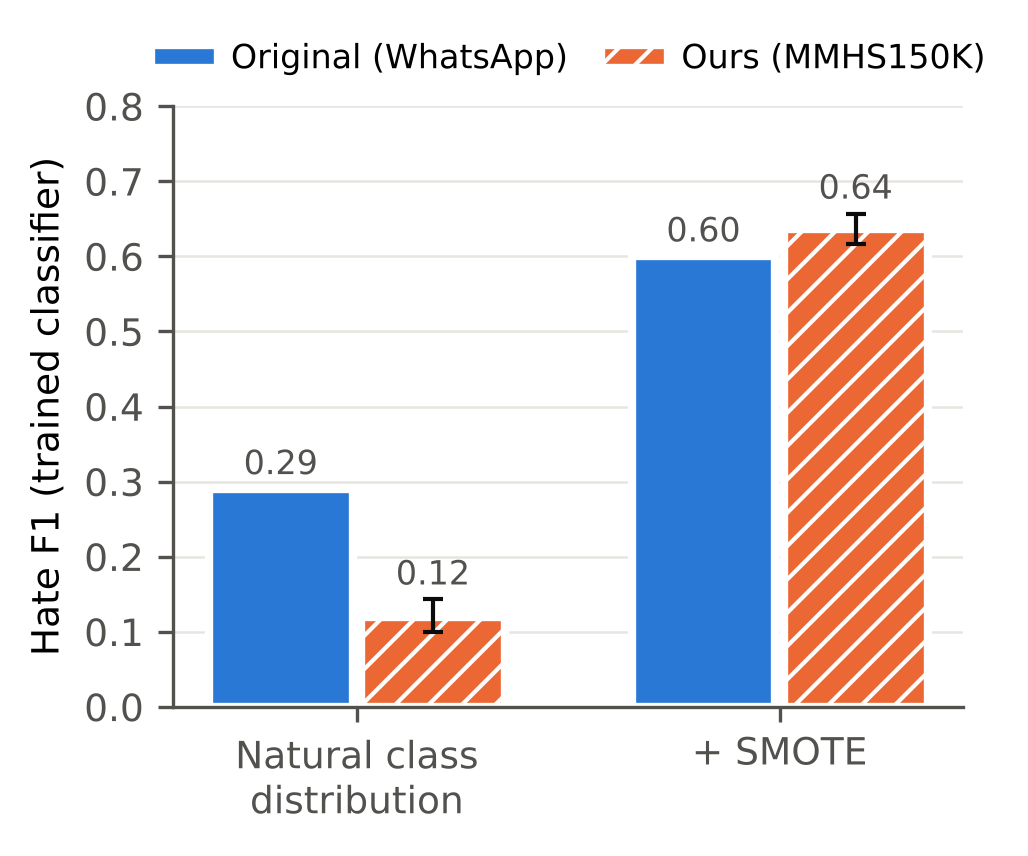 Original (WhatsApp) Ours (MMHS150K)
Hate F1 (trained classifier)
0.8
0.7
0.6
0.5
0.4
0.3
0.2
0.1
0.0
0.29
0.12
0.60
0.64
Natural class
distribution
+ SMOTE